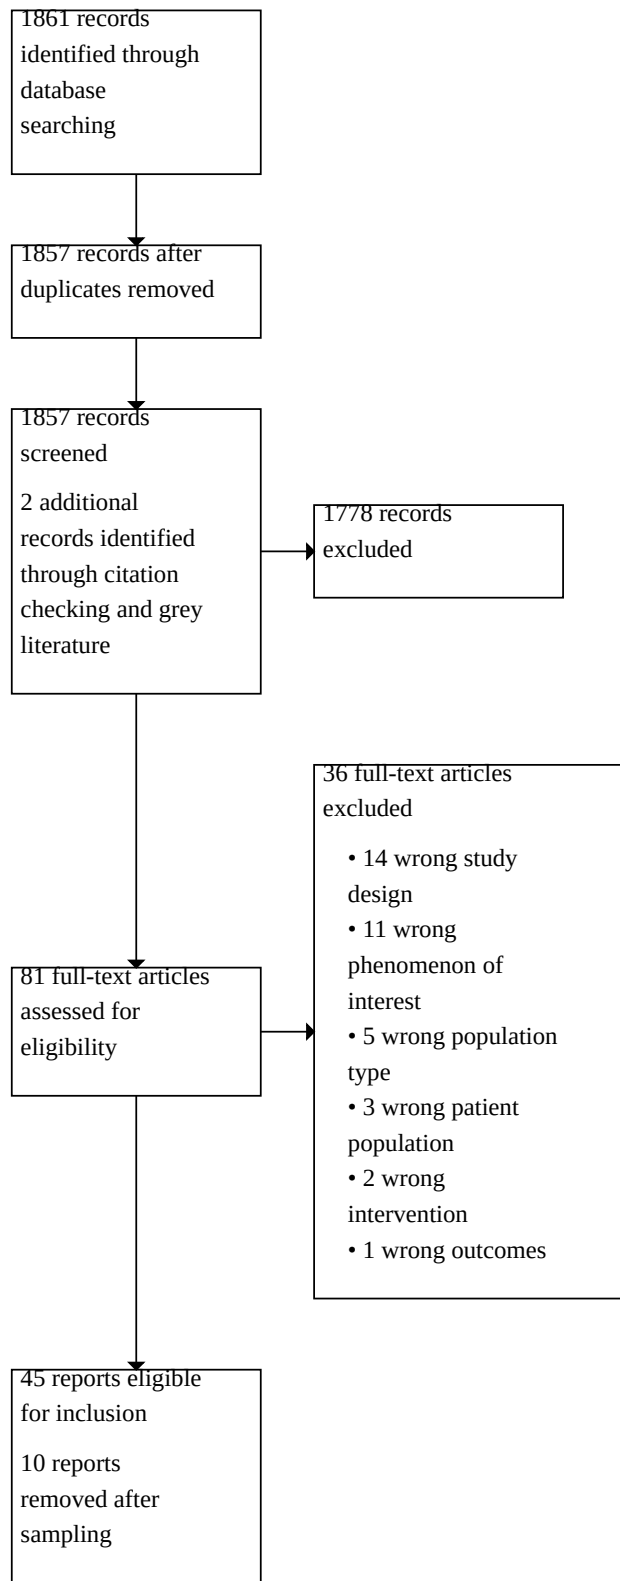 1861 records
identified through
database
searching
1857 records after
duplicates removed
1857 records
screened
2 additional
records identified
through citation
checking and grey
literature
1778 records
excluded
36 full-text articles
excluded
• 14 wrong study
design
• 11 wrong
phenomenon of
interest
• 5 wrong population
type
• 3 wrong patient
population
• 2 wrong
intervention
• 1 wrong outcomes
81 full-text articles
assessed for
eligibility
45 reports eligible
for inclusion
10 reports
removed after
sampling